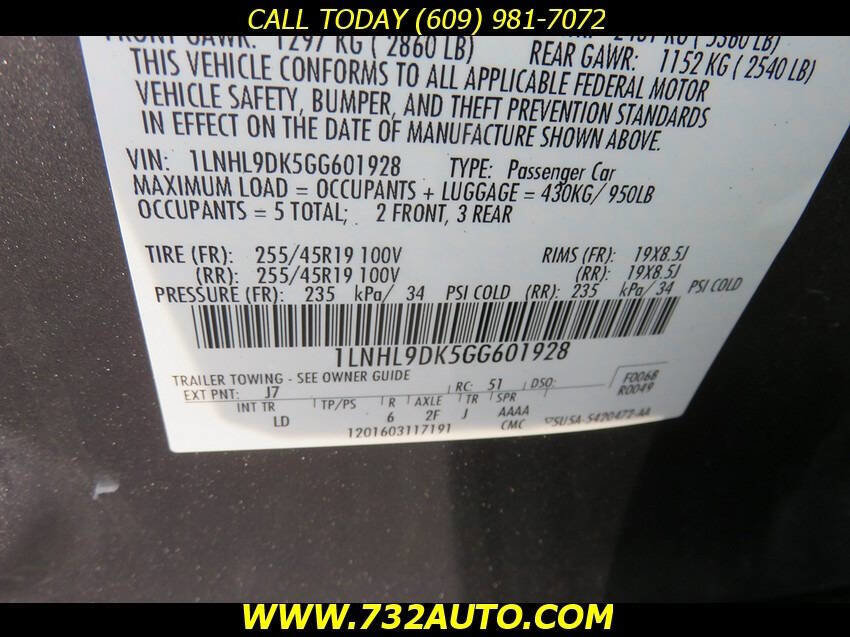 CALL TODAY (609) 981-7072
FRONT GAWR: 1297 KG ( 2860 LB)
REAR GAWR: 1152 KG ( 2540 LB)
THIS VEHICLE CONFORMS TO ALL APPLICABLE FEDERAL MOTOR
VEHICLE SAFETY, BUMPER, AND THEFT PREVENTION STANDARDS
IN EFFECT ON THE DATE OF MANUFACTURE SHOWN ABOVE.
VIN: 1LNHL9DK5GG601928 TYPE: Passenger Car
MAXIMUM LOAD = OCCUPANTS + LUGGAGE = 430KG/ 950LB
OCCUPANTS = 5 TOTAL; 2 FRONT, 3 REAR
TIRE (FR): 255/45R19 100V RIMS (FR): 19X8.5J
(RR): 255/45R19 100V (RR): 19X8.5J
PRESSURE (FR): 235 kPa/ 34 PSI COLD (RR): 235 kPa/ 34 PSI COLD
1LNHL9DK5GG601928
TRAILER TOWING - SEE OWNER GUIDE
EXT PNT: J7 RC: 51 DSO: F0068
R0049
INT TR TP/PS R AXLE TR SPR
LD 6 2F J AAAA
1201603117191 CMC
WWW.732AUTO.COM